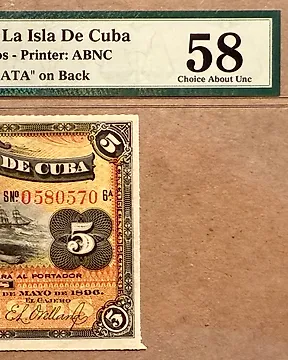 La Isla De Cuba
os - Printer: ABNC
ATA" on Back
58
Choice About Unc
DE CUBA
5
SNº 0580570 6A
5
RA AL PORTADOR
DE MAYO DE 1896.
EL CAJERO
5